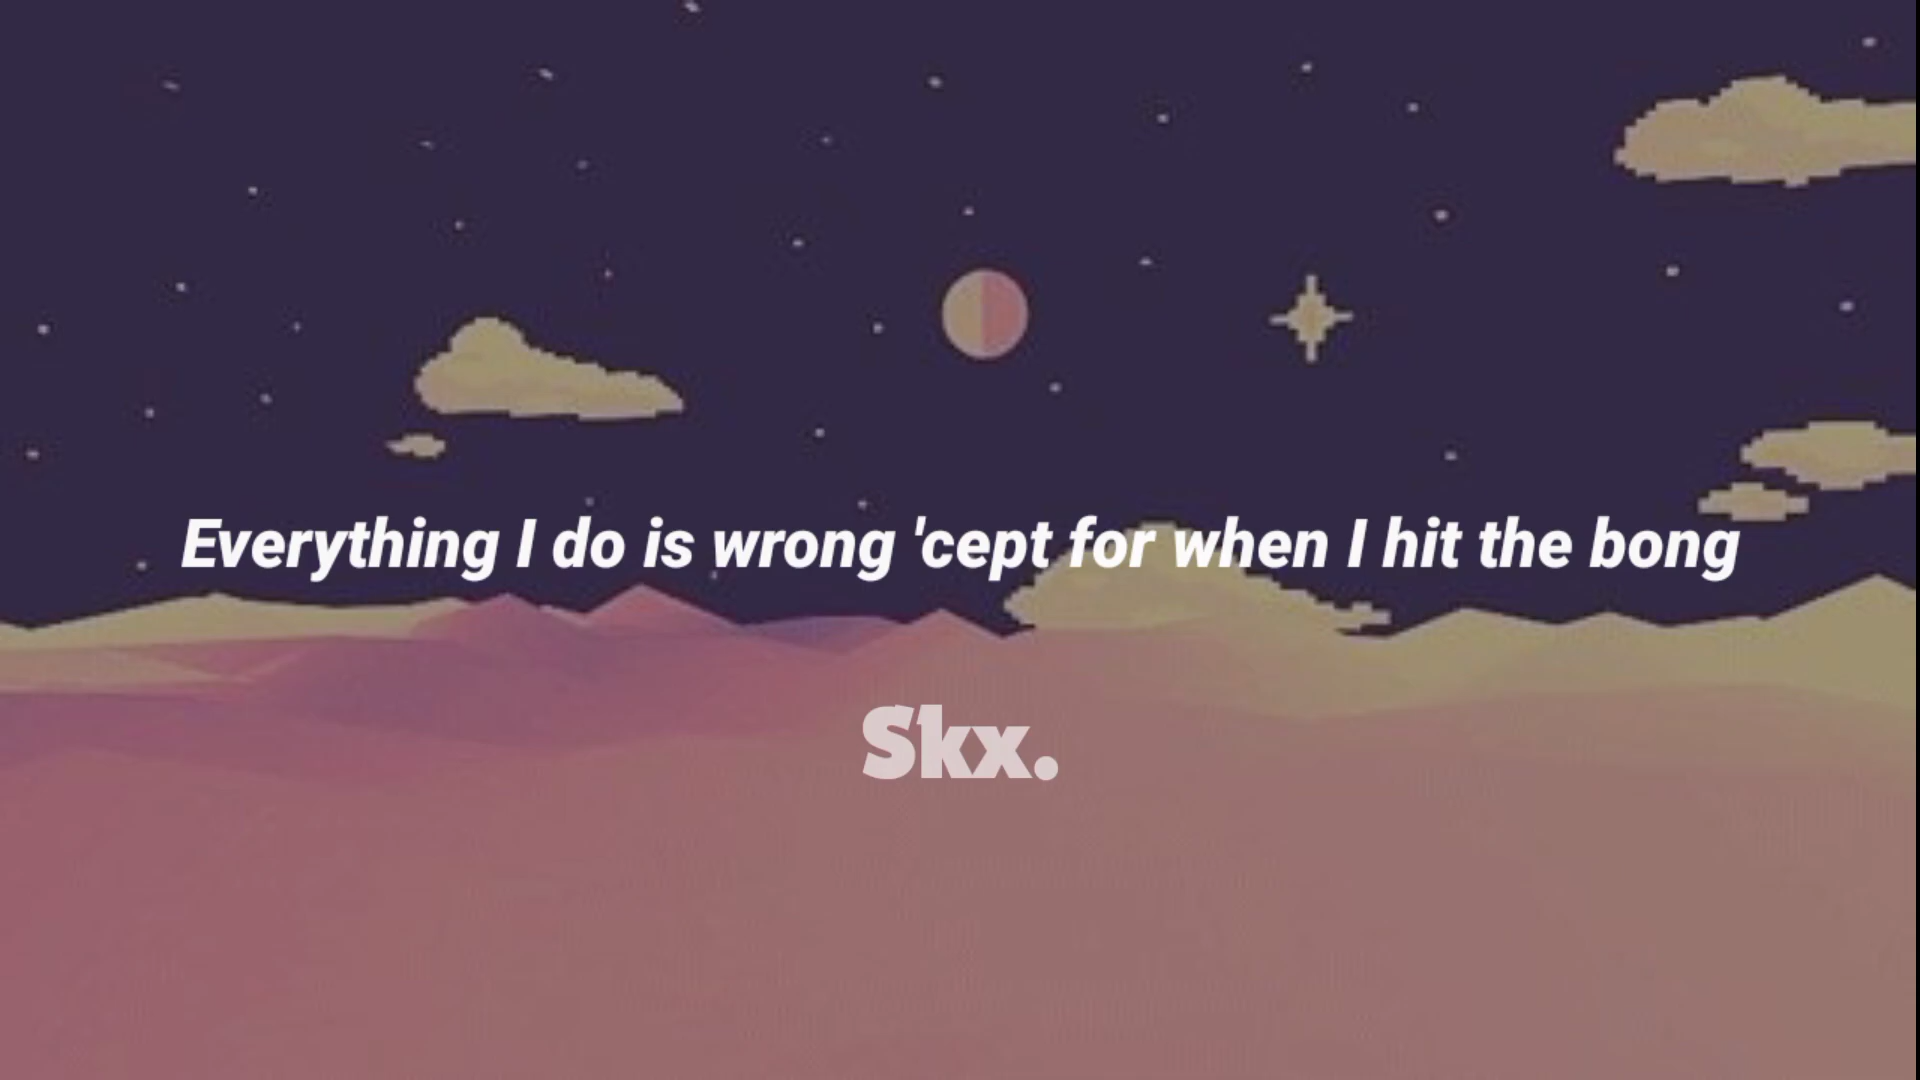 Everything I do is wrong 'cept for when I hit the bong
Skx.